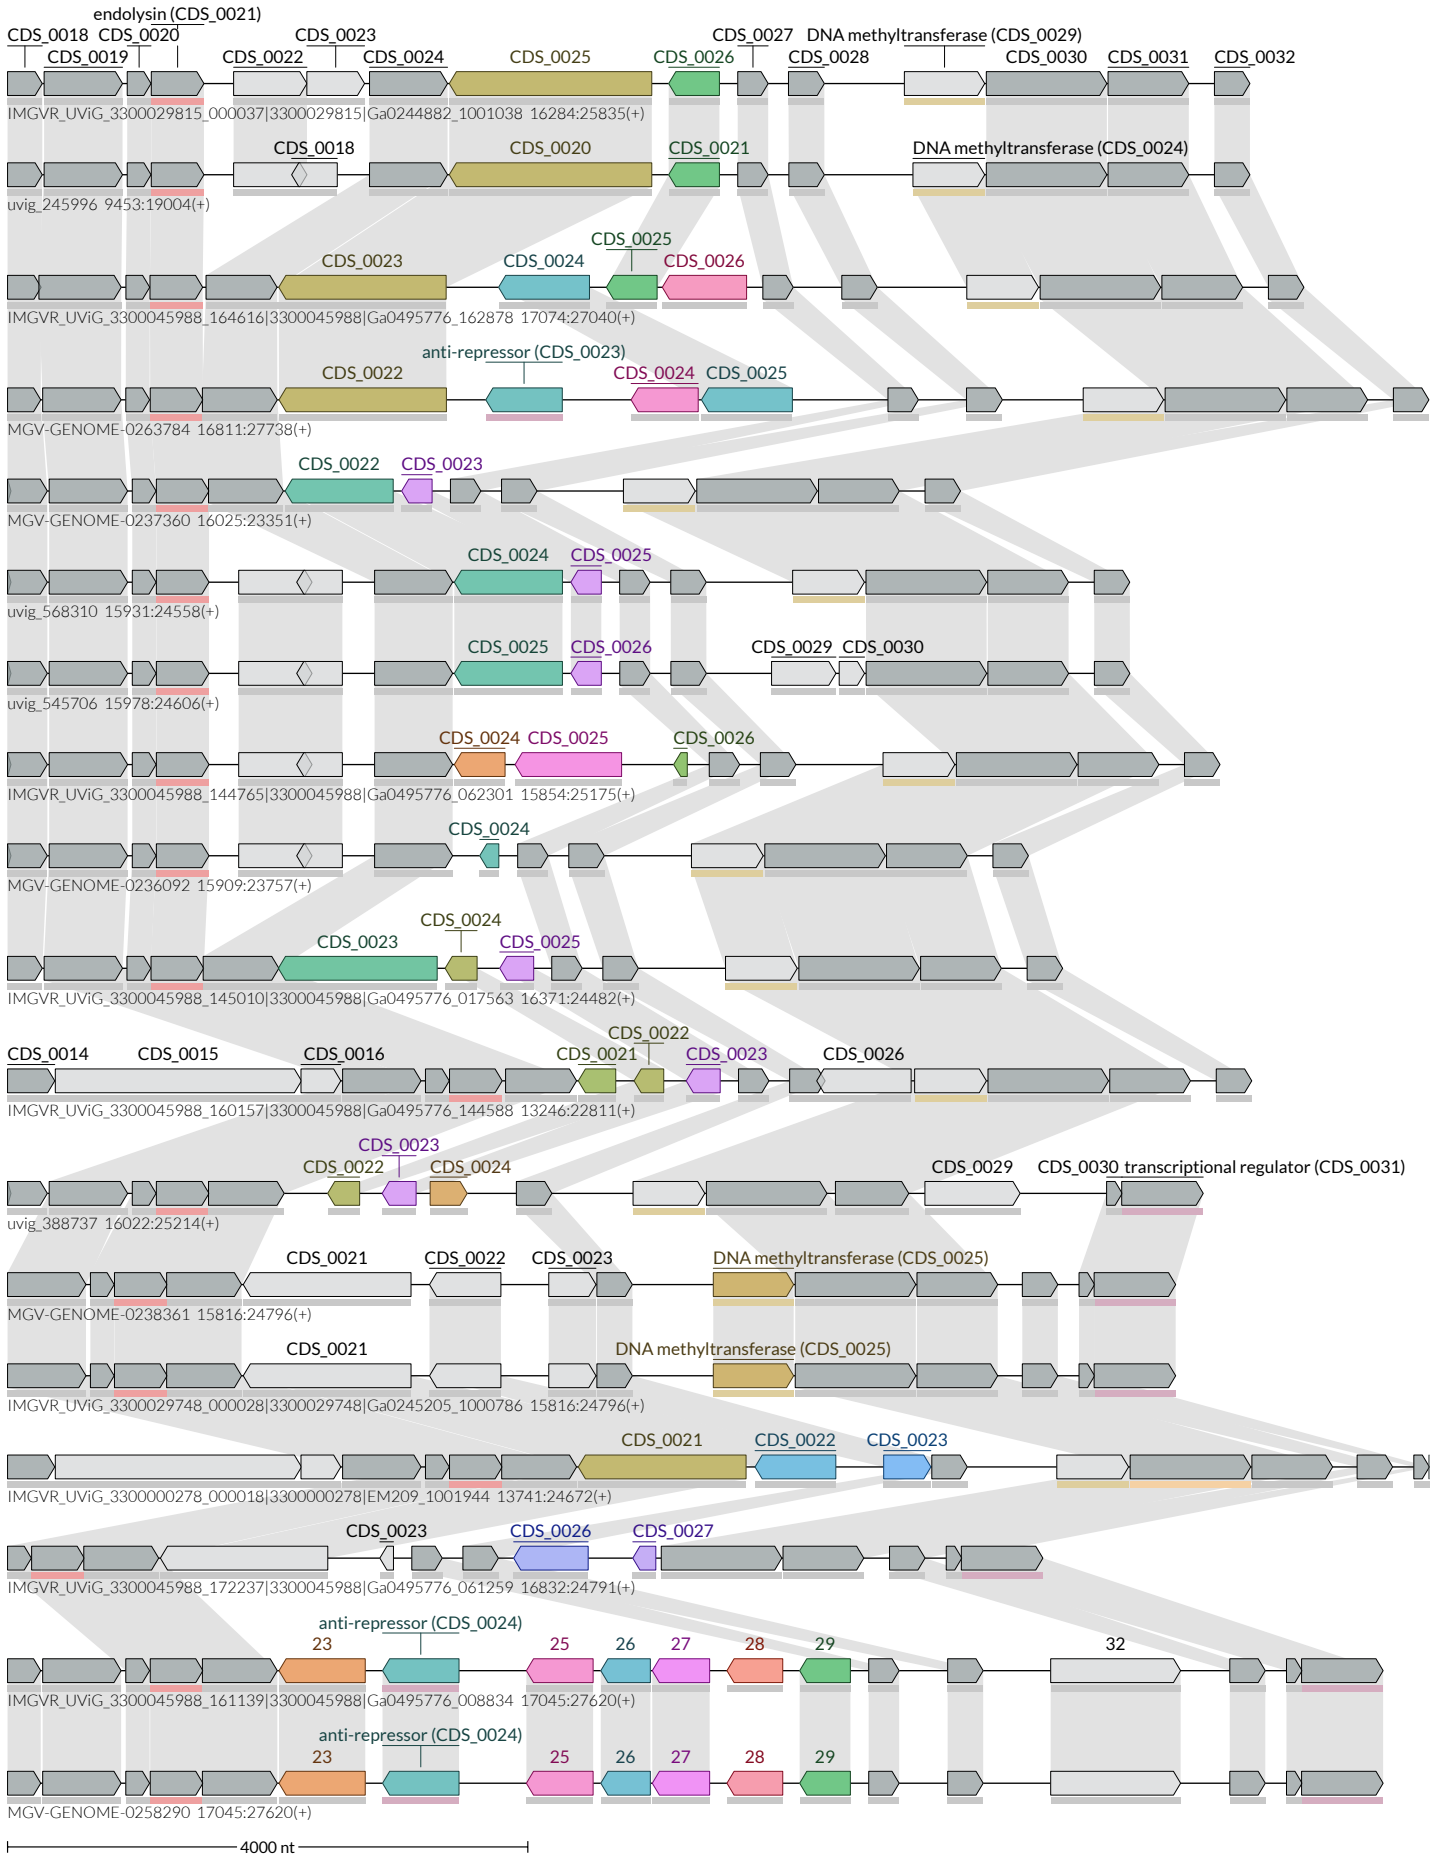 endolysin (CDS_0021)
CDS_0018 CDS_0020 CDS_0023 CDS_0027 DNA methyltransferase (CDS_0029)
CDS_0019 CDS_0022 CDS_0024 CDS_0025 CDS_0026 CDS_0028 CDS_0030 CDS_0031 CDS_0032
IMGVR_UViG_3300029815_000037|3300029815|Ga0244882_1001038 16284:25835(+)
CDS_0018 CDS_0020 CDS_0021 DNA methyltransferase (CDS_0024)
uvig_245996 9453:19004(+)
CDS_0025
CDS_0023 CDS_0024 CDS_0026
IMGVR_UViG_3300045988_164616|3300045988|Ga0495776_162878 17074:27040(+)
anti-repressor (CDS_0023)
CDS_0022 CDS_0024 CDS_0025
MGV-GENOME-0263784 16811:27738(+)
CDS_0022 CDS_0023
MGV-GENOME-0237360 16025:23351(+)
CDS_0024 CDS_0025
uvig_568310 15931:24558(+)
CDS_0025 CDS_0026 CDS_0029 CDS_0030
uvig_545706 15978:24606(+)
CDS_0024 CDS_0025 CDS_0026
IMGVR_UViG_3300045988_144765|3300045988|Ga0495776_062301 15854:25175(+)
CDS_0024
MGV-GENOME-0236092 15909:23757(+)
CDS_0024
CDS_0023 CDS_0025
IMGVR_UViG_3300045988_145010|3300045988|Ga0495776_017563 16371:24482(+)
CDS_0022
CDS_0014 CDS_0015 CDS_0016 CDS_0021 CDS_0023 CDS_0026
IMGVR_UViG_3300045988_160157|3300045988|Ga0495776_144588 13246:22811(+)
CDS_0023
CDS_0022 CDS_0024 CDS_0029 CDS_0030 transcriptional regulator (CDS_0031)
uvig_388737 16022:25214(+)
CDS_0021 CDS_0022 CDS_0023 DNA methyltransferase (CDS_0025)
MGV-GENOME-0238361 15816:24796(+)
CDS_0021 DNA methyltransferase (CDS_0025)
IMGVR_UViG_3300029748_000028|3300029748|Ga0245205_1000786 15816:24796(+)
CDS_0021 CDS_0022 CDS_0023
IMGVR_UViG_3300000278_000018|3300000278|EM209_1001944 13741:24672(+)
CDS_0023 CDS_0026 CDS_0027
IMGVR_UViG_3300045988_172237|3300045988|Ga0495776_061259 16832:24791(+)
anti-repressor (CDS_0024)
23 25 26 27 28 29 32
IMGVR_UViG_3300045988_161139|3300045988|Ga0495776_008834 17045:27620(+)
anti-repressor (CDS_0024)
23 25 26 27 28 29
MGV-GENOME-0258290 17045:27620(+)
4000 nt